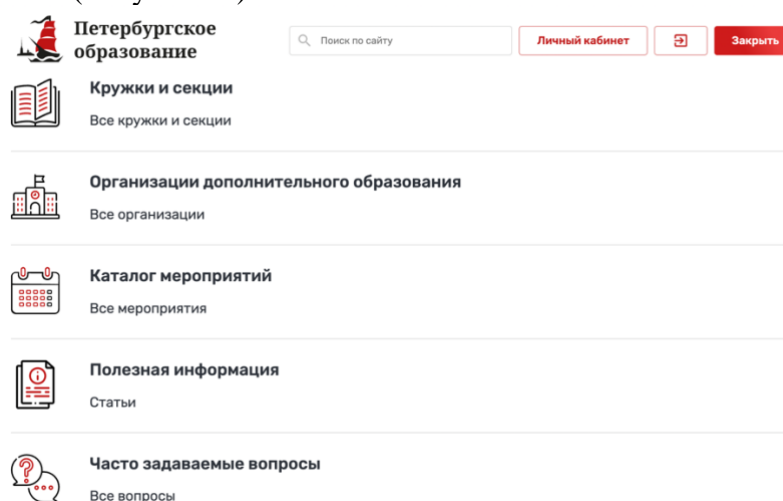 Петербургское
образование
Поиск по сайту
Личный кабинет
Закрыть
Кружки и секции
Все кружки и секции
Организации дополнительного образования
Все организации
Каталог мероприятий
Все мероприятия
Полезная информация
Статьи
Часто задаваемые вопросы
Все вопросы